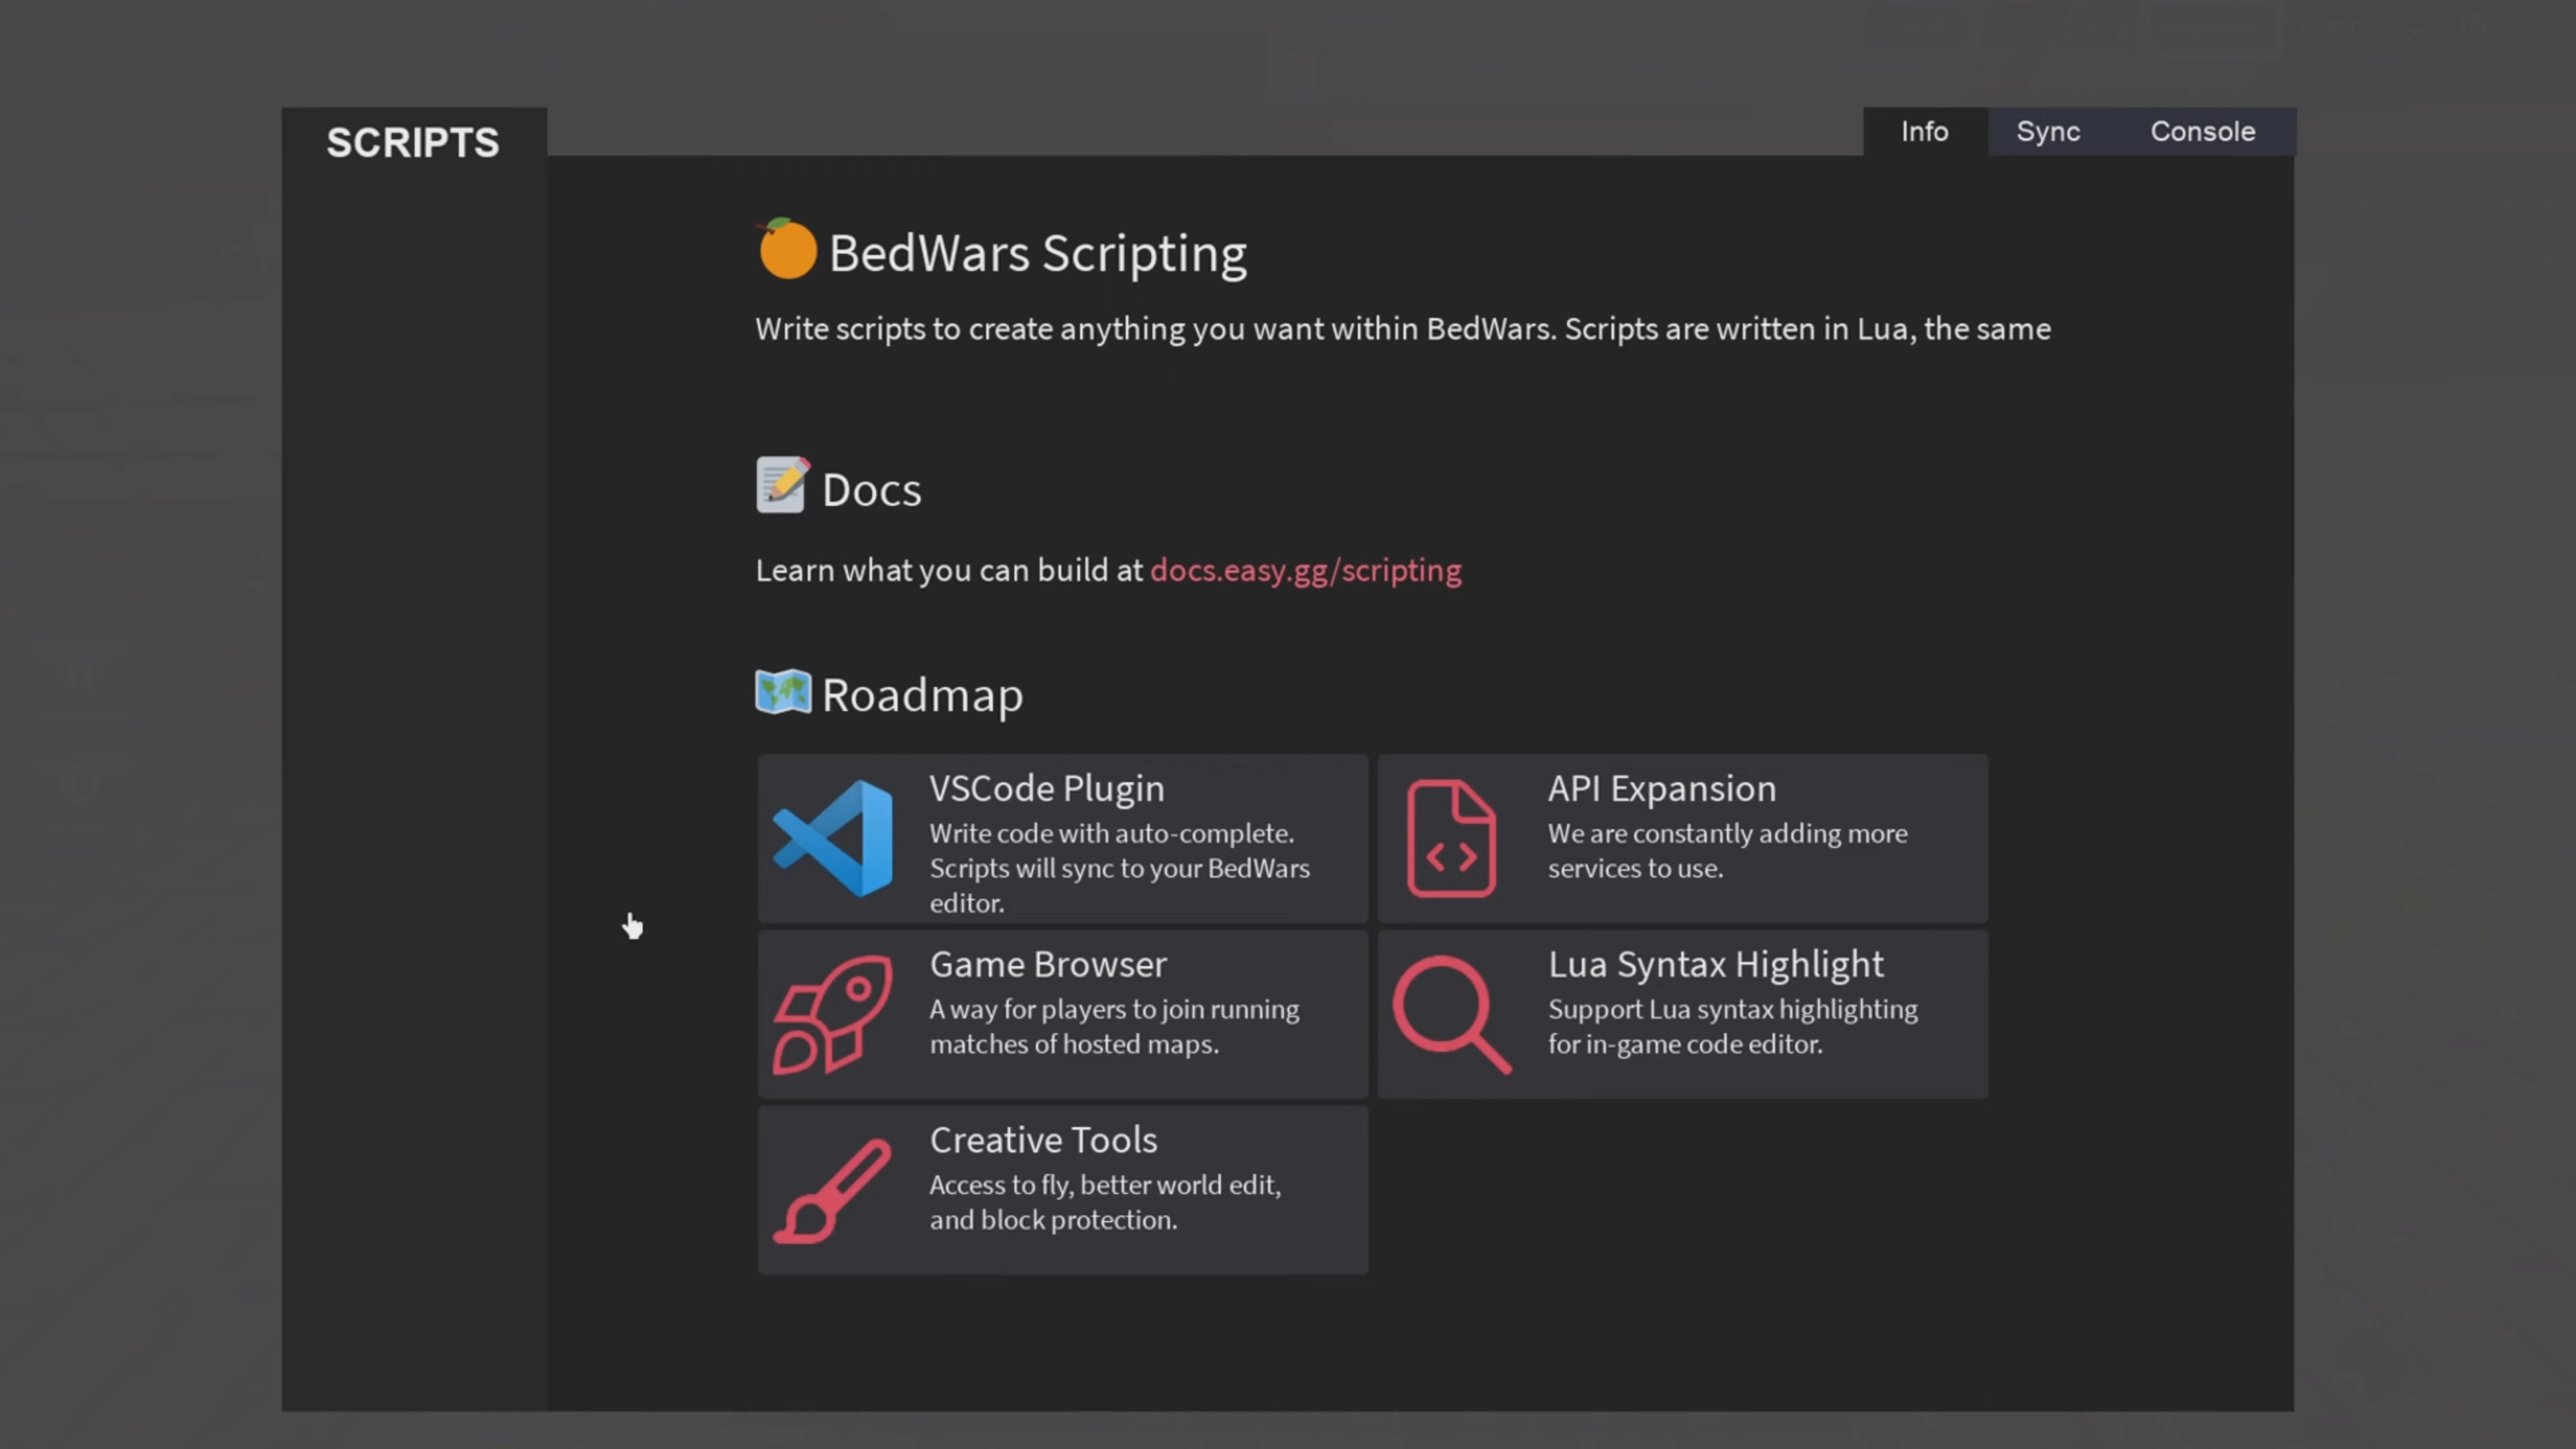 SCRIPTS
Info
Sync
Console
BedWars Scripting
Write scripts to create anything you want within BedWars. Scripts are written in Lua, the same
Docs
Learn what you can build at docs.easy.gg/scripting
Roadmap
VSCode Plugin
Write code with auto-complete.
Scripts will sync to your BedWars
editor.
API Expansion
We are constantly adding more
services to use.
Game Browser
A way for players to join running
matches of hosted maps.
Lua Syntax Highlight
Support Lua syntax highlighting
for in-game code editor.
Creative Tools
Access to fly, better world edit,
and block protection.